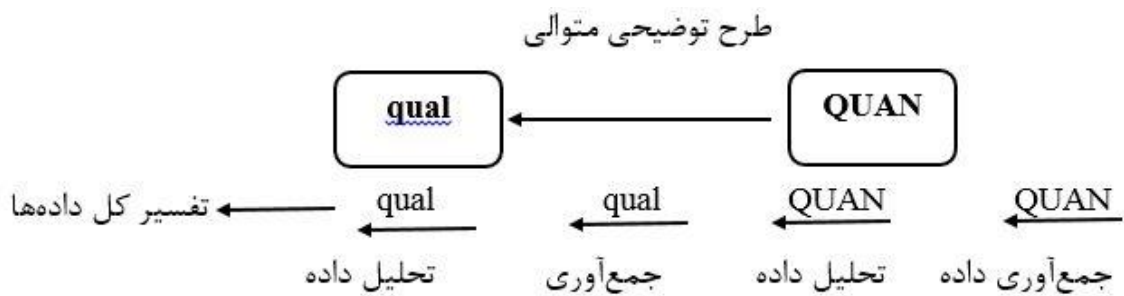 طرح توضیحی متوالی
QUAN qual
QUAN QUAN qual qual تفسیر کل داده‌ها
جمع‌آوری داده تحلیل داده جمع‌آوری تحلیل داده